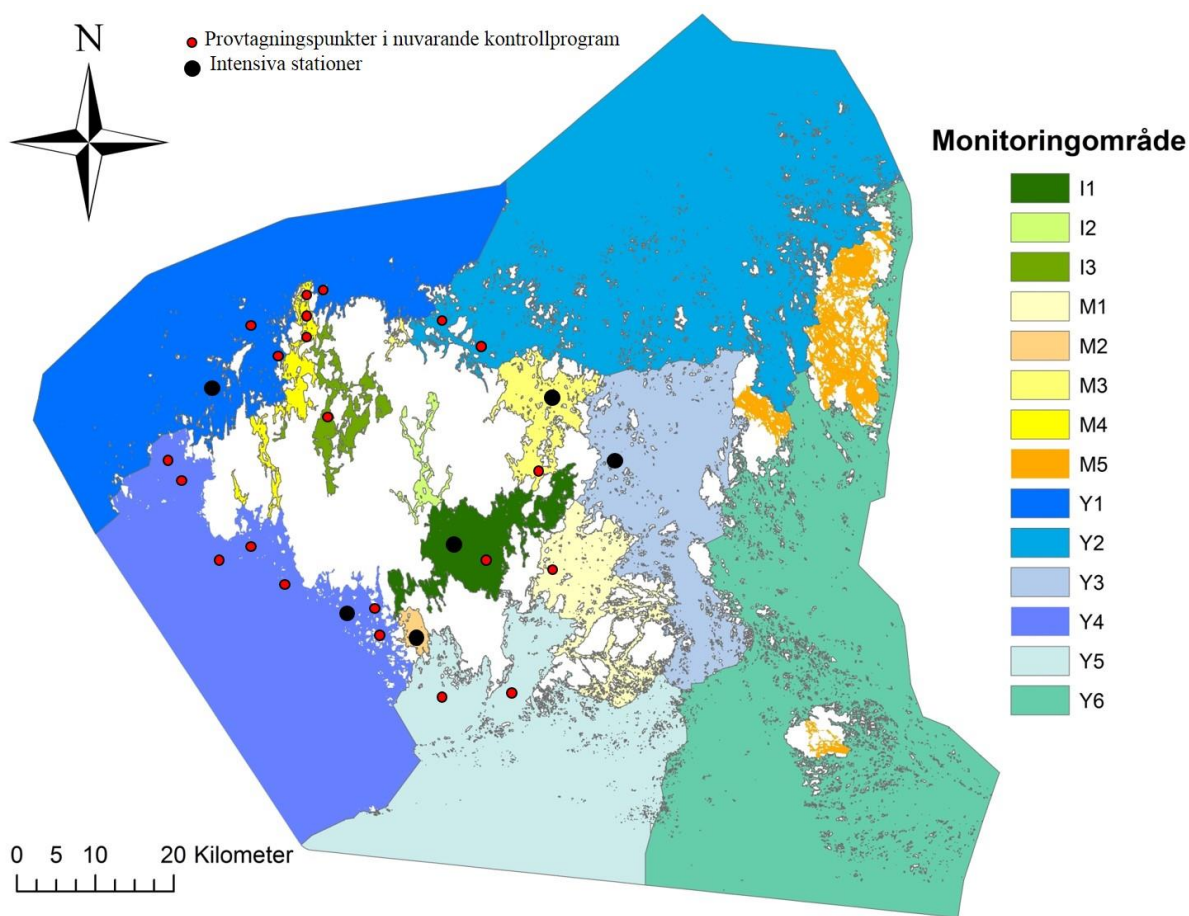 N
Provtagningspunkter i nuvarande kontrollprogram
Intensiva stationer
Monitoringområde
I1
I2
I3
M1
M2
M3
M4
M5
Y1
Y2
Y3
Y4
Y5
Y6
0 5 10 20 Kilometer